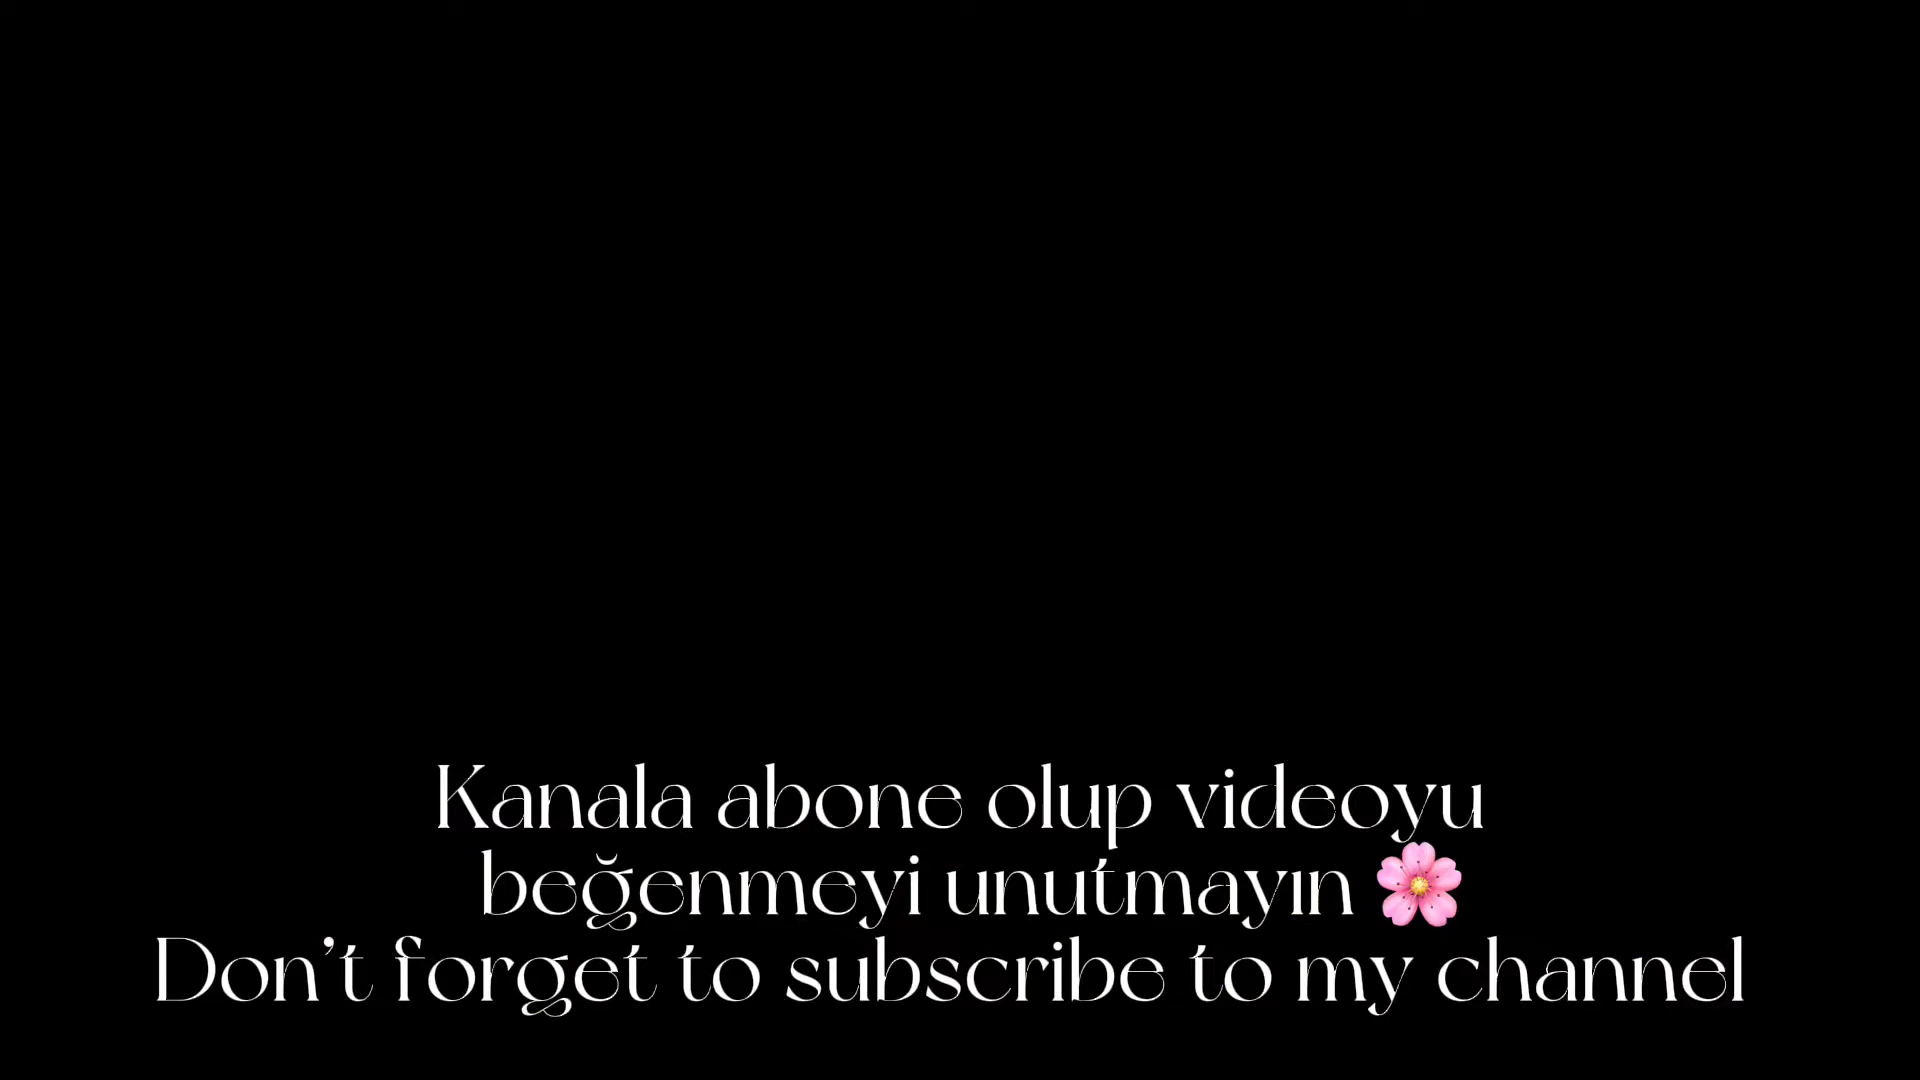 Kanala abone olup videoyu
beğenmeyi unutmayın 🌸
Don't forget to subscribe to my channel